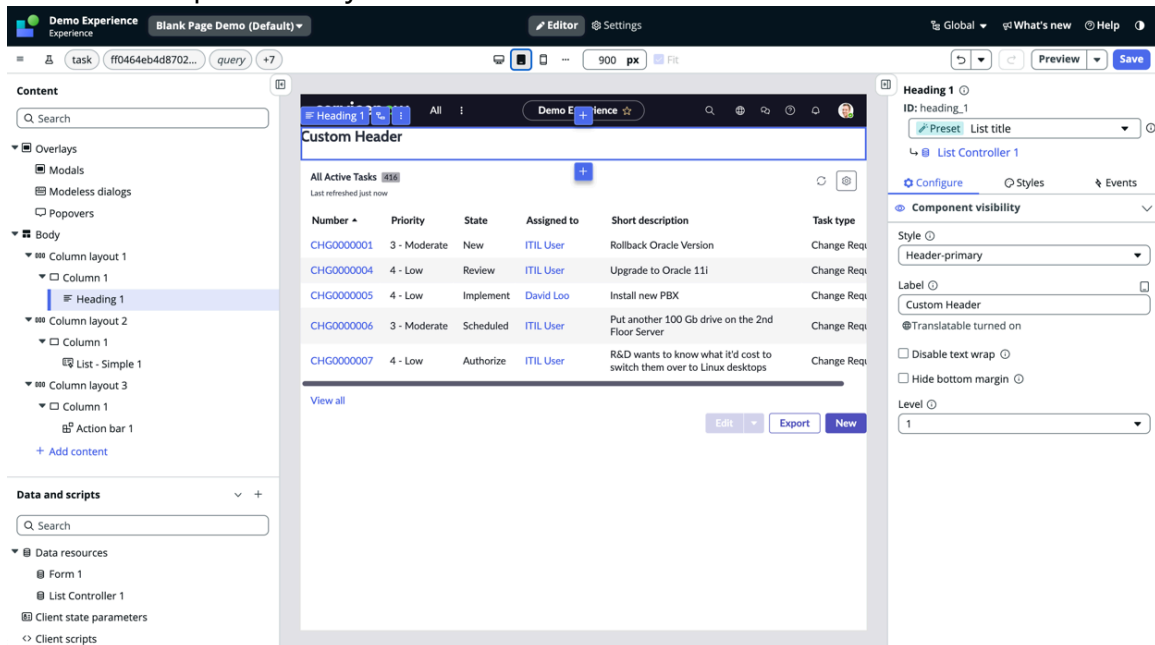 Demo Experience
Experience
Blank Page Demo (Default)
Editor
Settings
Global
What's new
Help
task
ff0464eb4d8702...
query
+7
900 px
Fit
Preview
Save
Content
Search
Overlays
Modals
Modeless dialogs
Popovers
Body
Column layout 1
Column 1
Heading 1
Column layout 2
Column 1
List - Simple 1
Column layout 3
Column 1
Action bar 1
+ Add content
Data and scripts
Search
Data resources
Form 1
List Controller 1
Client state parameters
Client scripts
Heading 1
All
Demo Experience
Custom Header
All Active Tasks 416
Last refreshed just now
Number Priority State Assigned to Short description Task type
CHG0000001 3 - Moderate New ITIL User Rollback Oracle Version Change Requ
CHG0000004 4 - Low Review ITIL User Upgrade to Oracle 11i Change Requ
CHG0000005 4 - Low Implement David Loo Install new PBX Change Requ
CHG0000006 3 - Moderate Scheduled ITIL User Put another 100 Gb drive on the 2nd Floor Server Change Requ
CHG0000007 4 - Low Authorize ITIL User R&D wants to know what it'd cost to switch them over to Linux desktops Change Requ
View all
Edit
Export
New
Heading 1
ID: heading_1
Preset List title
List Controller 1
Configure
Styles
Events
Component visibility
Style
Header-primary
Label
Custom Header
Translatable turned on
Disable text wrap
Hide bottom margin
Level
1